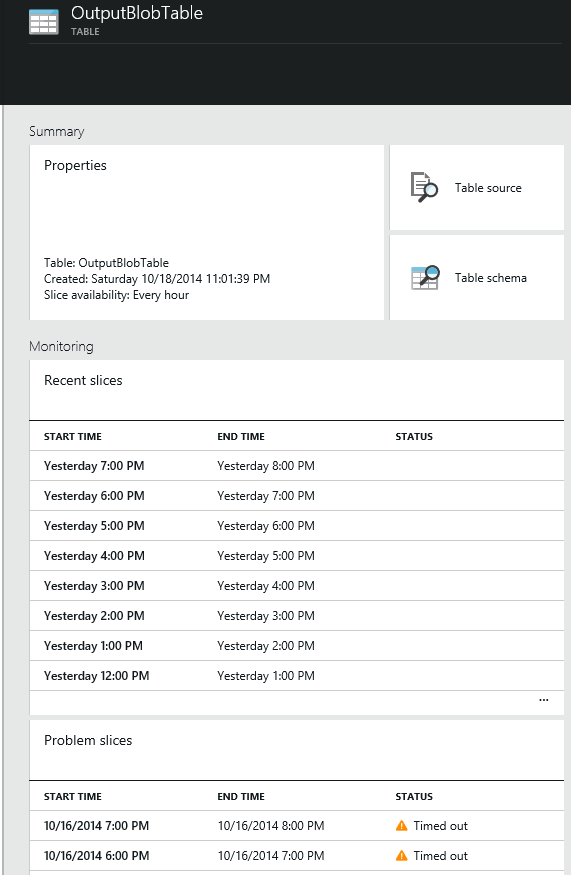 OutputBlobTable
TABLE
Summary
Properties
Table: OutputBlobTable
Created: Saturday 10/18/2014 11:01:39 PM
Slice availability: Every hour
Table source
Table schema
Monitoring
Recent slices
START TIME END TIME STATUS
Yesterday 7:00 PM Yesterday 8:00 PM
Yesterday 6:00 PM Yesterday 7:00 PM
Yesterday 5:00 PM Yesterday 6:00 PM
Yesterday 4:00 PM Yesterday 5:00 PM
Yesterday 3:00 PM Yesterday 4:00 PM
Yesterday 2:00 PM Yesterday 3:00 PM
Yesterday 1:00 PM Yesterday 2:00 PM
Yesterday 12:00 PM Yesterday 1:00 PM
...
Problem slices
START TIME END TIME STATUS
10/16/2014 7:00 PM 10/16/2014 8:00 PM Timed out
10/16/2014 6:00 PM 10/16/2014 7:00 PM Timed out